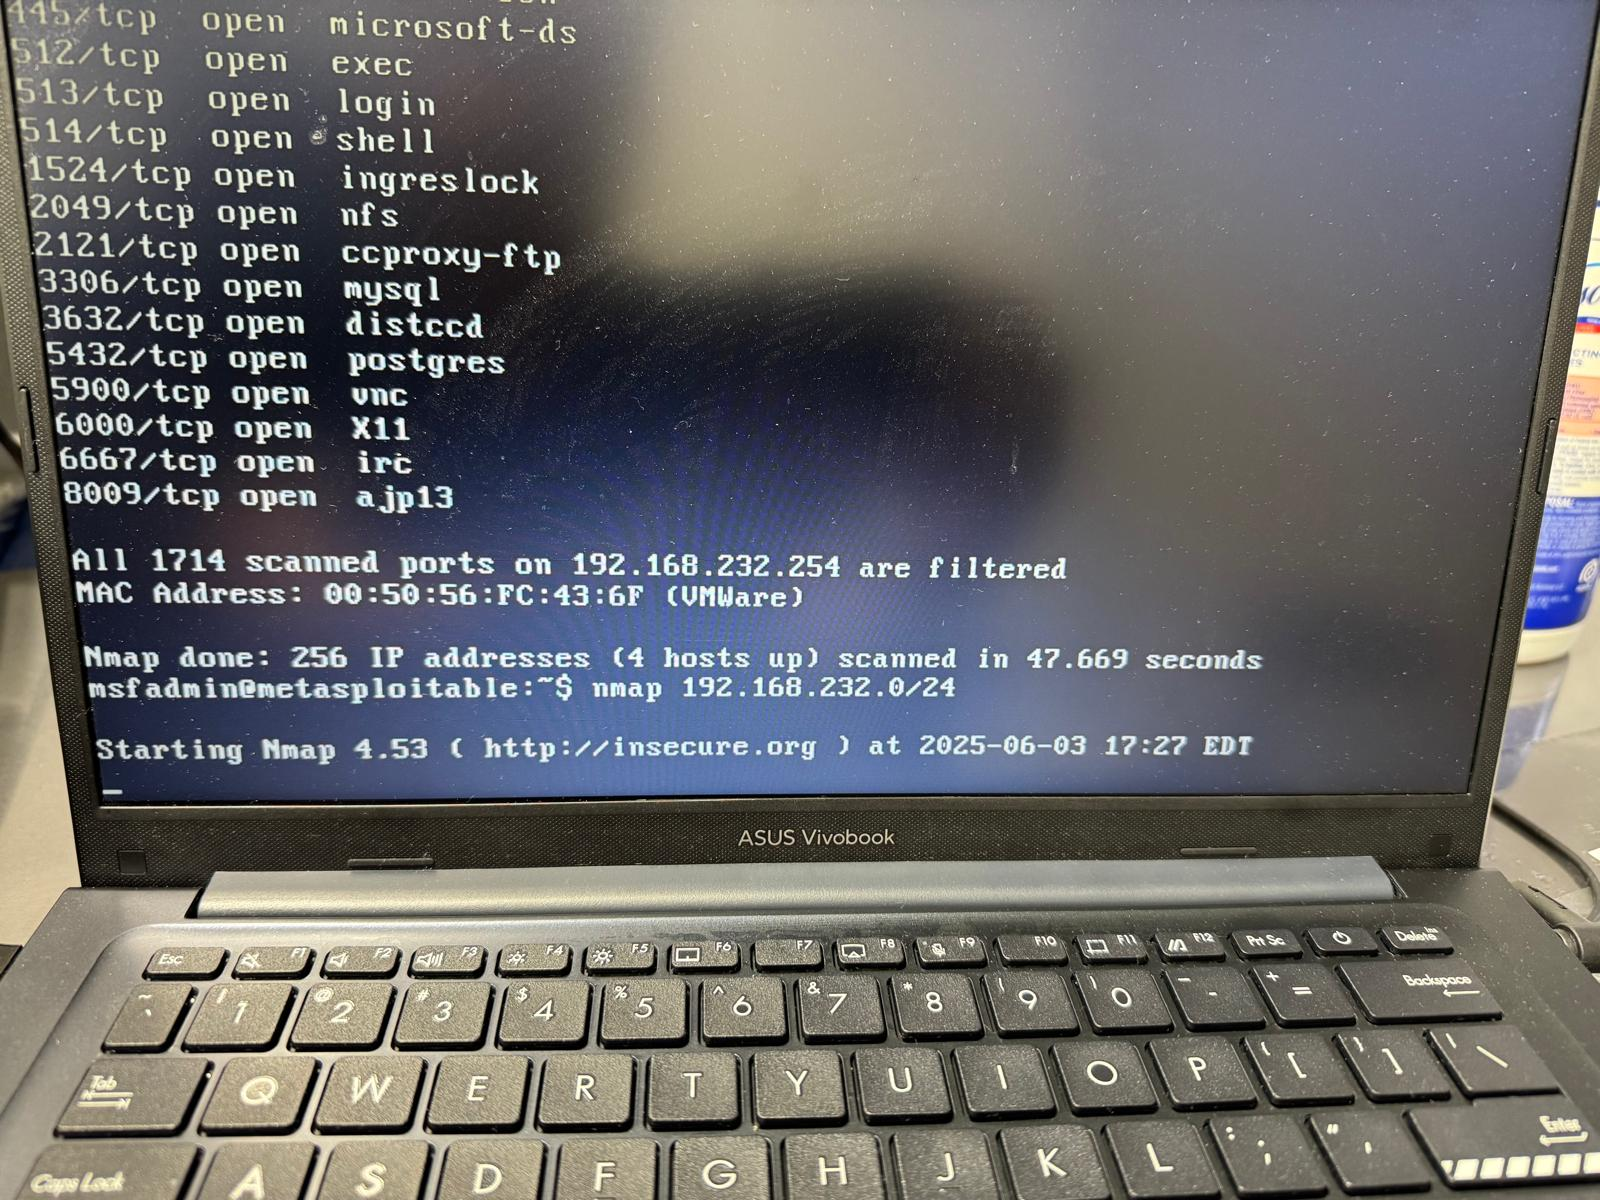 445/tcp open microsoft-ds
512/tcp open exec
513/tcp open login
514/tcp open shell
1524/tcp open ingreslock
2049/tcp open nfs
2121/tcp open ccproxy-ftp
3306/tcp open mysql
3632/tcp open distccd
5432/tcp open postgres
5900/tcp open vnc
6000/tcp open X11
6667/tcp open irc
8009/tcp open ajp13
All 1714 scanned ports on 192.168.232.254 are filtered
MAC Address: 00:50:56:FC:43:6F (VMWare)
Nmap done: 256 IP addresses (4 hosts up) scanned in 47.669 seconds
msfadmin@metasploitable:~$ nmap 192.168.232.0/24
Starting Nmap 4.53 ( http://insecure.org ) at 2025-06-03 17:27 EDT
_
ASUS Vivobook
Esc F1 F2 F3 F4 F5 F6 F7 F8 F9 F10 F11 F12 Prt Sc Delete Ins
~ ` ! 1 @ 2 # 3 $ 4 % 5 ^ 6 & 7 * 8 ( 9 ) 0 _ - + = Backspace
Tab Q W E R T Y U I O P { [ } ] | \
Caps Lock A S D F G H J K L : ; " ' Enter